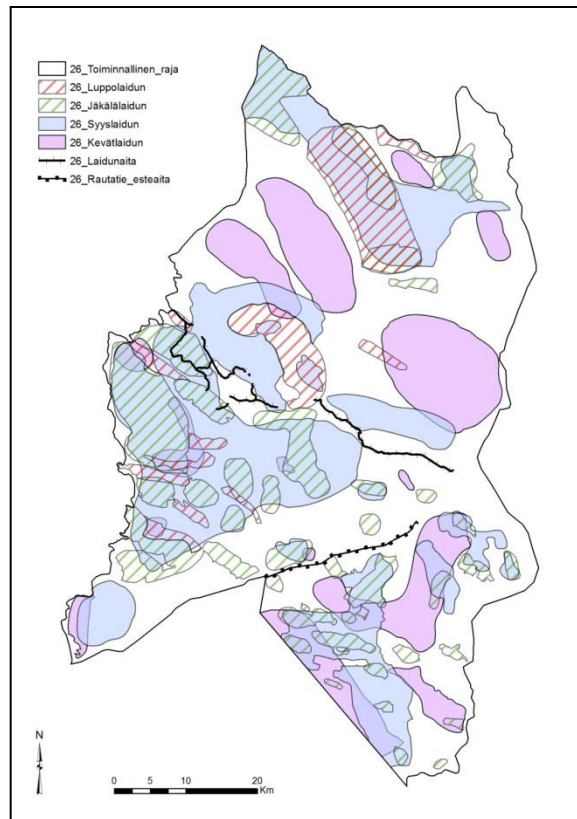 26_Toiminnallinen_raja
26_Luppolaidun
26_Jäkälälaidun
26_Syyslaidun
26_Kevätlaidun
26_Laidunaita
26_Rautatie_esteaita
N
0 5 10 20
Km